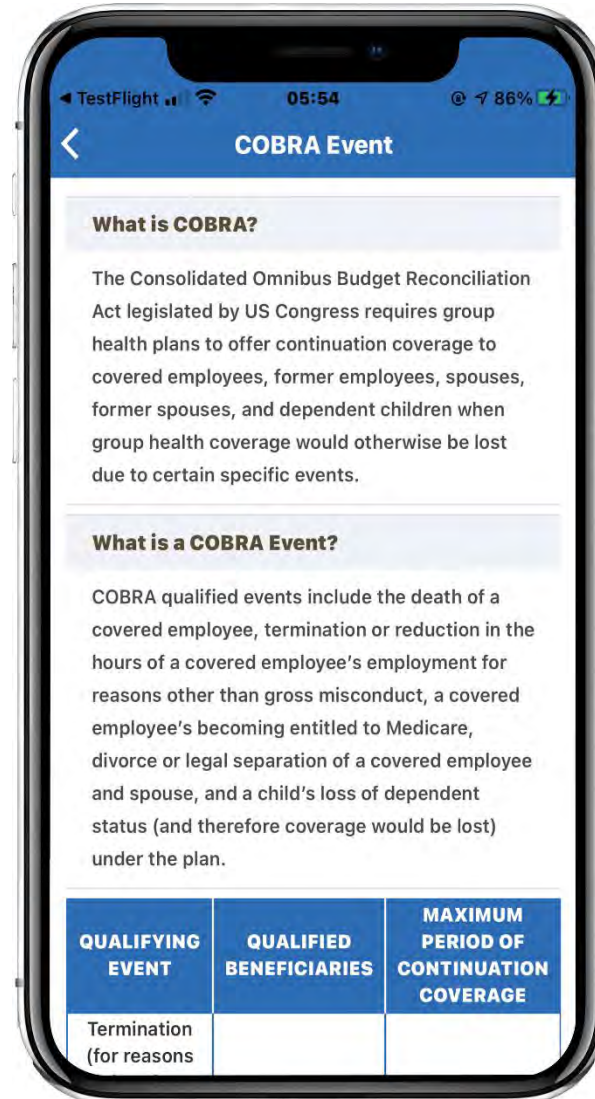 TestFlight 05:54 86%
COBRA Event
What is COBRA?
The Consolidated Omnibus Budget Reconciliation
Act legislated by US Congress requires group
health plans to offer continuation coverage to
covered employees, former employees, spouses,
former spouses, and dependent children when
group health coverage would otherwise be lost
due to certain specific events.
What is a COBRA Event?
COBRA qualified events include the death of a
covered employee, termination or reduction in the
hours of a covered employee’s employment for
reasons other than gross misconduct, a covered
employee’s becoming entitled to Medicare,
divorce or legal separation of a covered employee
and spouse, and a child’s loss of dependent
status (and therefore coverage would be lost)
under the plan.
QUALIFYING
EVENT
QUALIFIED
BENEFICIARIES
MAXIMUM
PERIOD OF
CONTINUATION
COVERAGE
Termination
(for reasons